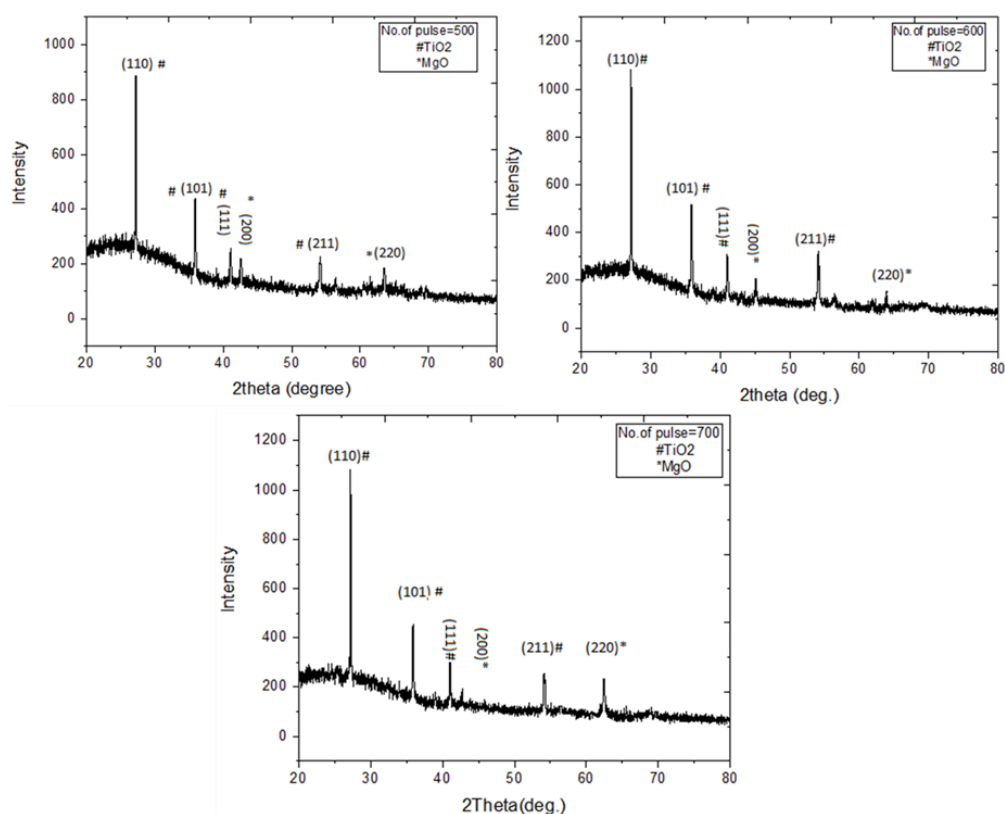 No.of pulse=500
#TiO2
*MgO
1000
800
600
400
200
0
Intensity
(110) #
# (101) #
(111)
*
(200)
# (211)
*(220)
20 30 40 50 60 70 80
2theta (degree)
No.of pulse=600
#TiO2
*MgO
1200
1000
800
600
400
200
0
Intensity
(110)#
(101) #
(111)#
(200)*
(211)#
(220)*
20 30 40 50 60 70 80
2theta (deg.)
No.of pulse=700
#TiO2
*MgO
1200
1000
800
600
400
200
0
Intensity
(110)#
(101) #
(111)#
(200)*
(211)#
(220)*
20 30 40 50 60 70 80
2Theta(deg.)